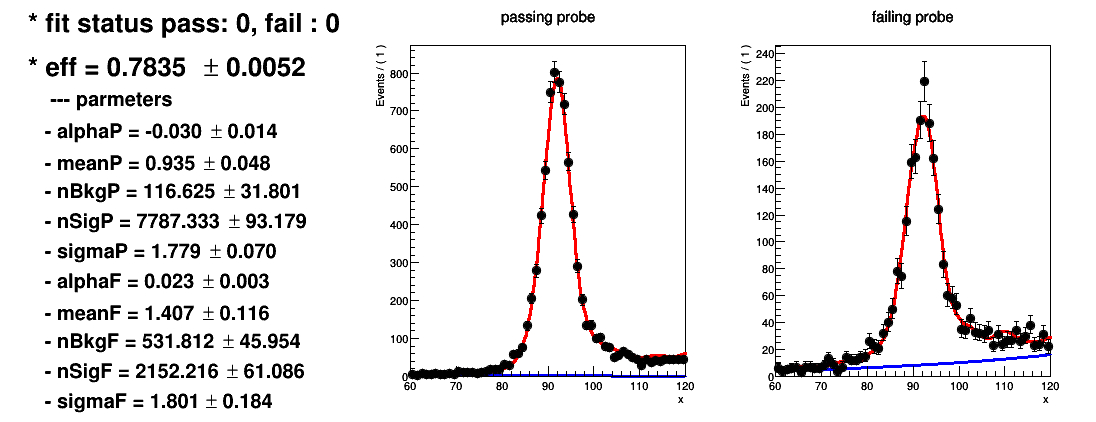 * fit status pass: 0, fail : 0
* eff = 0.7835 ± 0.0052
--- parmeters
- alphaP = -0.030 ± 0.014
- meanP = 0.935 ± 0.048
- nBkgP = 116.625 ± 31.801
- nSigP = 7787.333 ± 93.179
- sigmaP = 1.779 ± 0.070
- alphaF = 0.023 ± 0.003
- meanF = 1.407 ± 0.116
- nBkgF = 531.812 ± 45.954
- nSigF = 2152.216 ± 61.086
- sigmaF = 1.801 ± 0.184
passing probe
Events / ( 1 )
800
700
600
500
400
300
200
100
0
60 70 80 90 100 110 120
x
failing probe
Events / ( 1 )
240
220
200
180
160
140
120
100
80
60
40
20
0
60 70 80 90 100 110 120
x